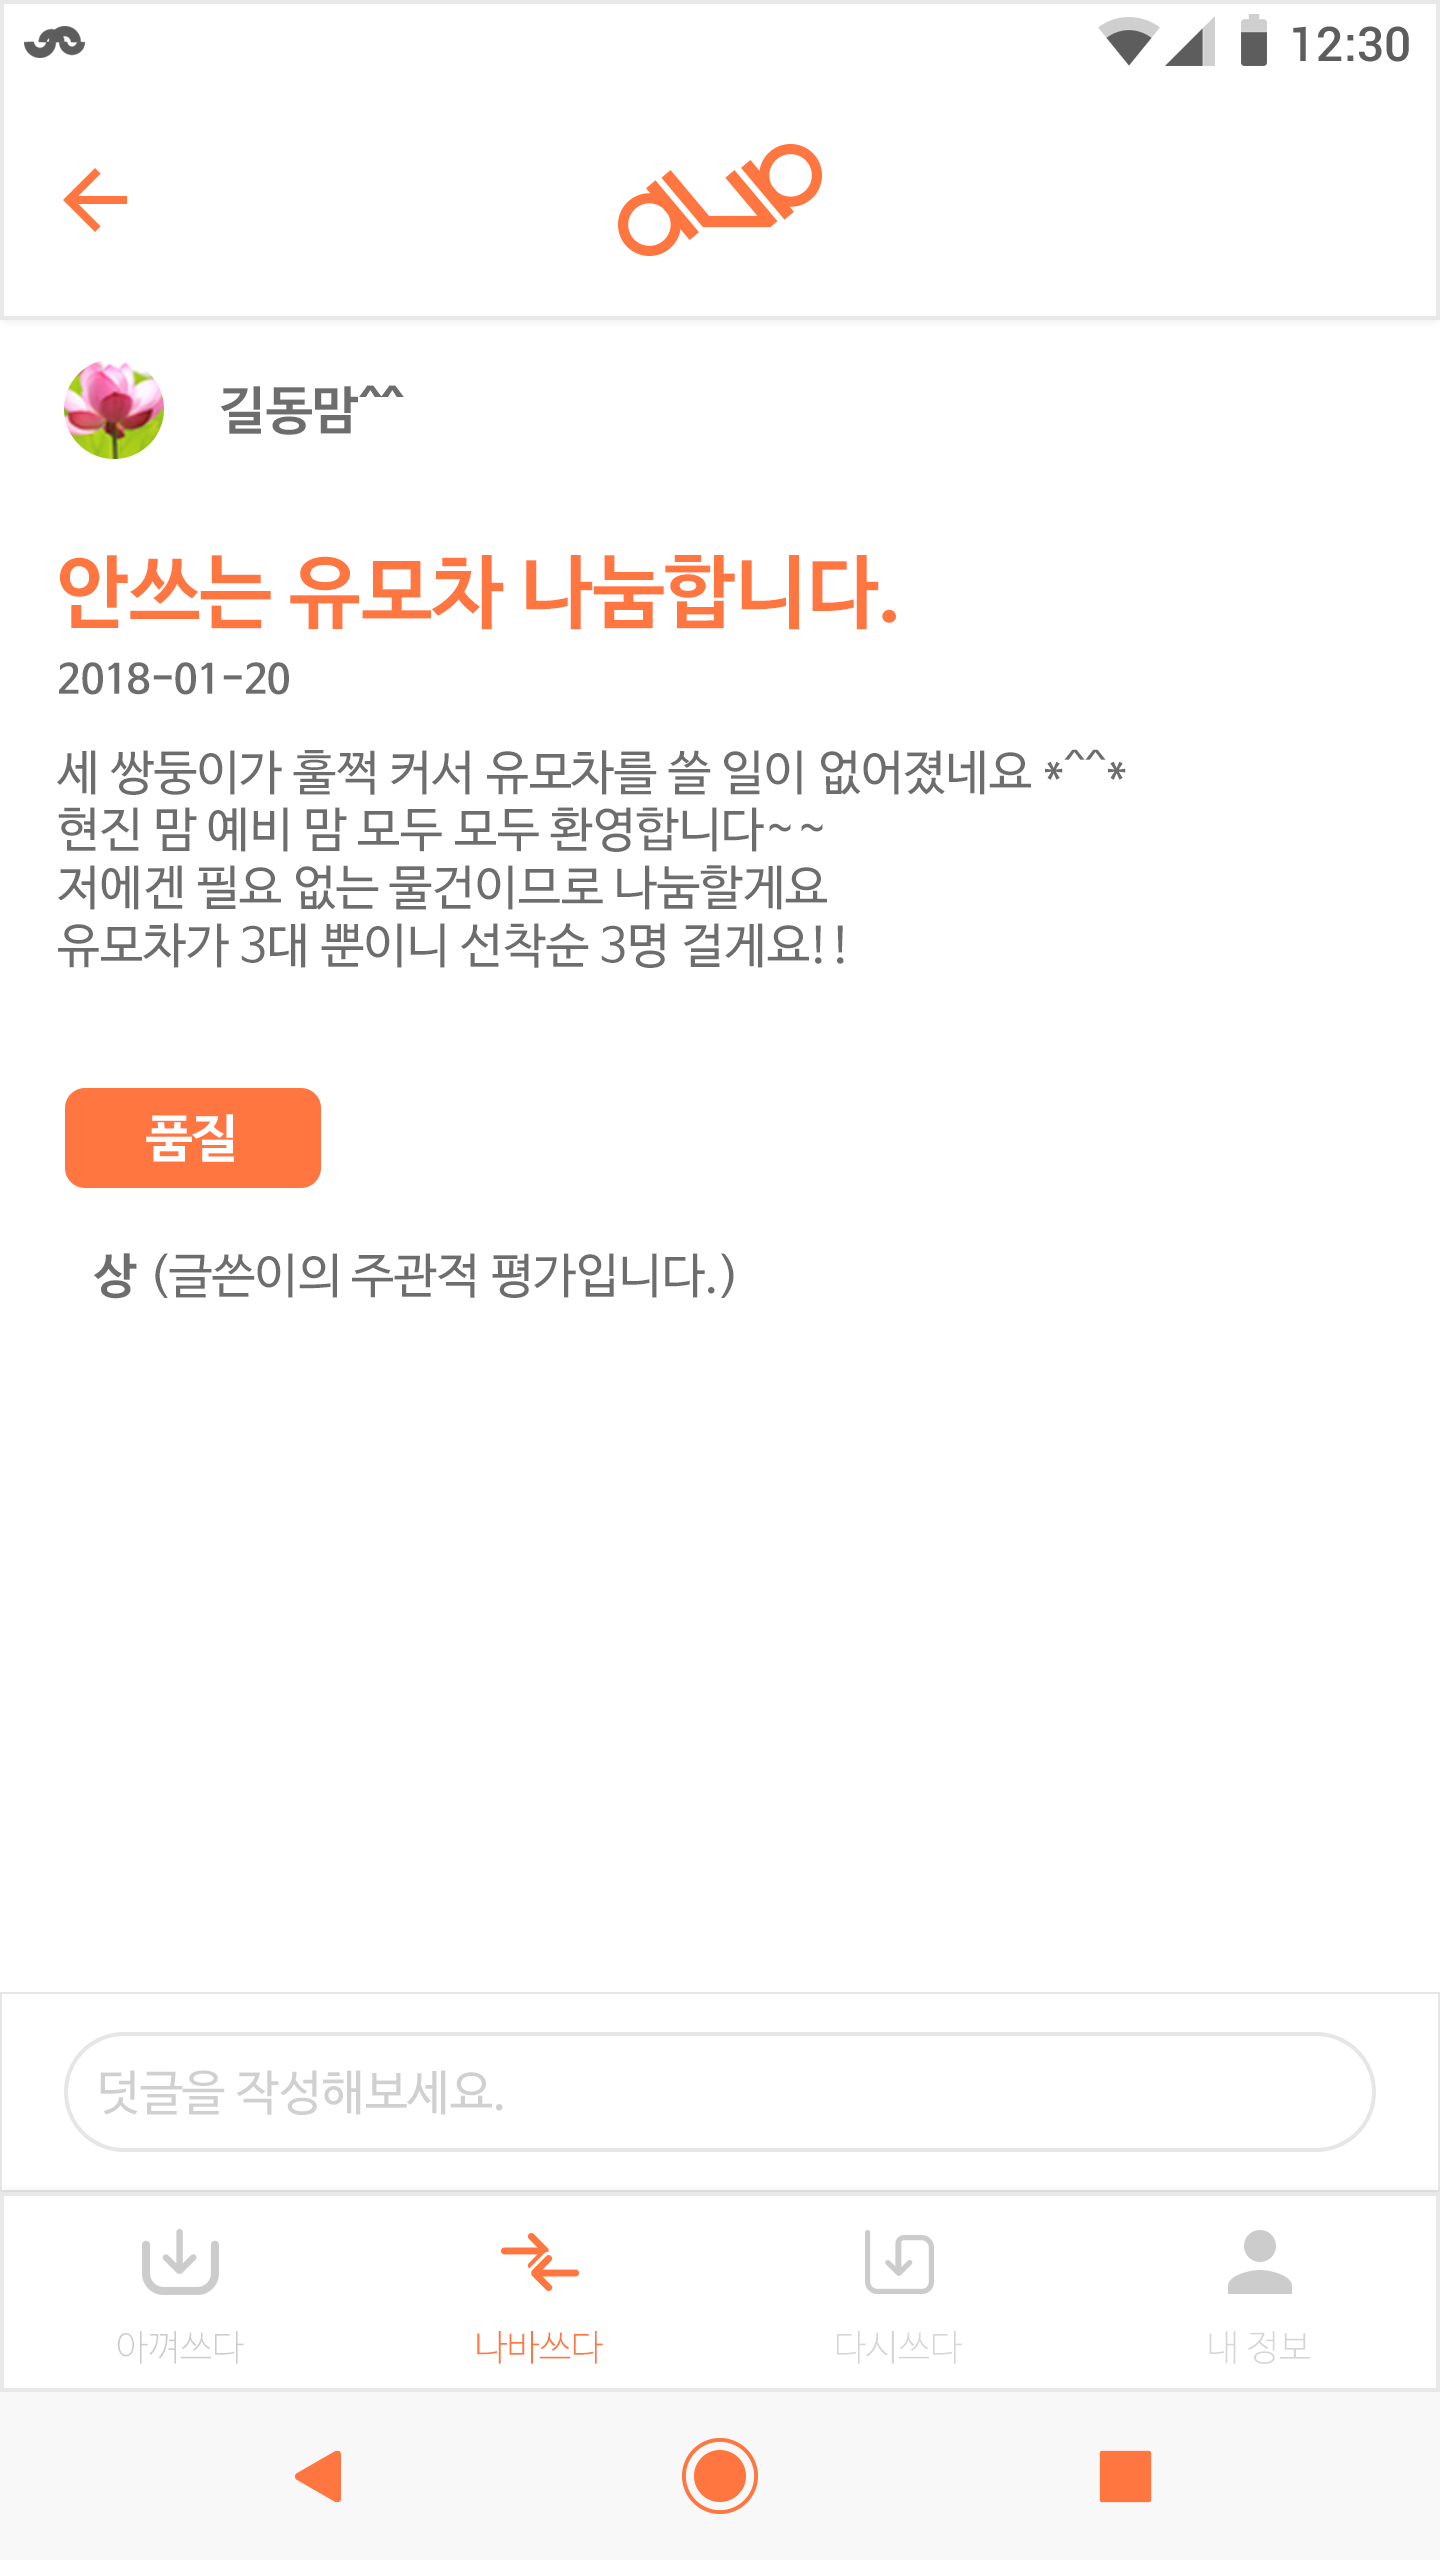 12:30
길동맘^^
안쓰는 유모차 나눔합니다.
2018-01-20
세 쌍둥이가 훌쩍 커서 유모차를 쓸 일이 없어졌네요 *^^*
현진 맘 예비 맘 모두 모두 환영합니다~~
저에겐 필요 없는 물건이므로 나눔할게요
유모차가 3대 뿐이니 선착순 3명 걸게요!!
품질
상 (글쓴이의 주관적 평가입니다.)
덧글을 작성해보세요.
아껴쓰다
나바쓰다
다시쓰다
내 정보